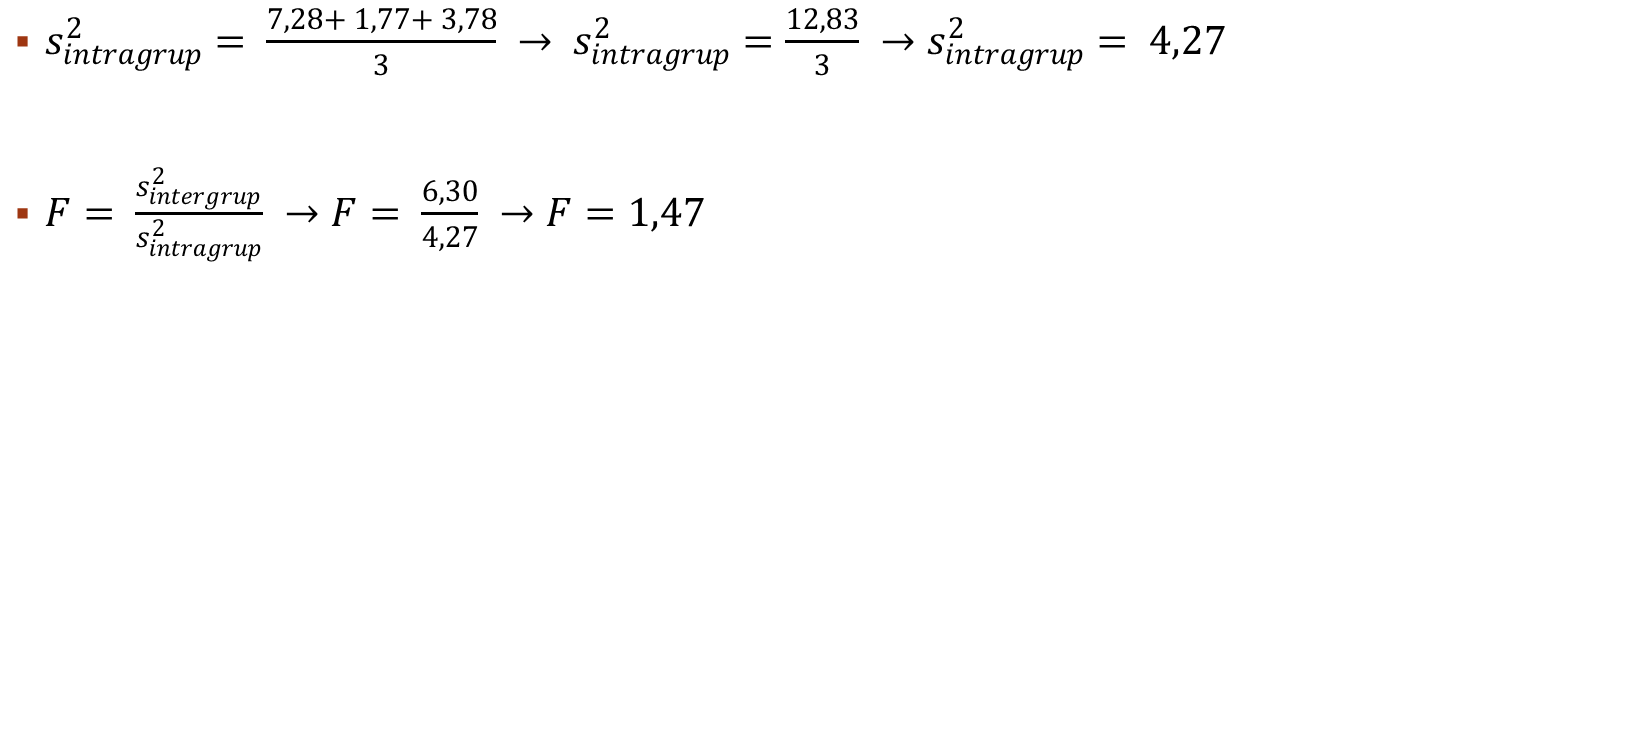 ▪ s²intragrup = (7,28+ 1,77+ 3,78)/3 → s²intragrup = 12,83/3 → s²intragrup = 4,27
▪ F = s²intergrup/s²intragrup → F = 6,30/4,27 → F = 1,47